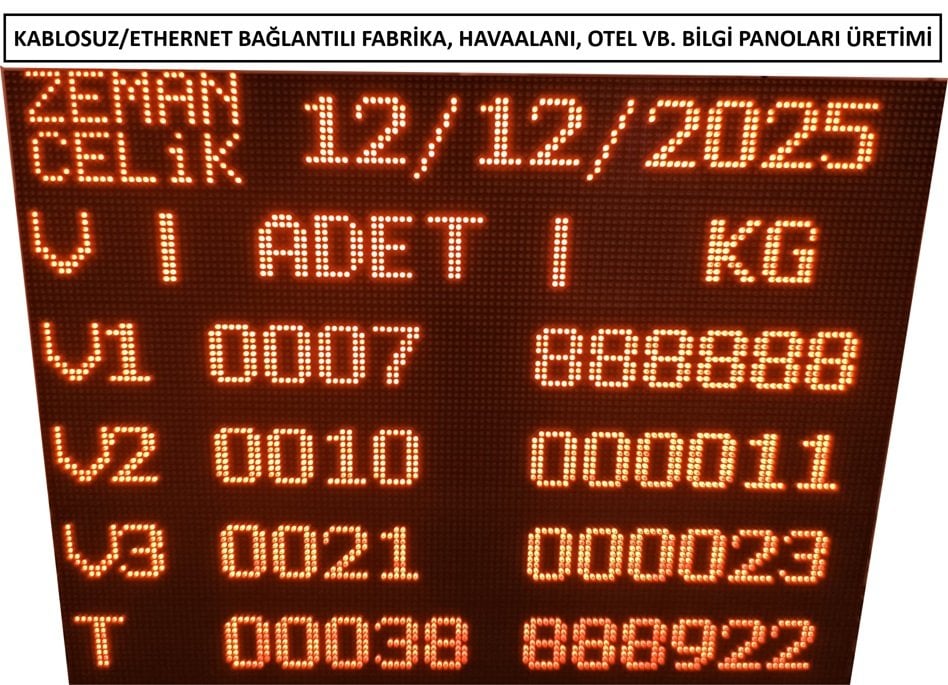 KABLOSUZ/ETHERNET BAĞLANTILI FABRİKA, HAVAALANI, OTEL VB. BİLGİ PANOLARI ÜRETİMİ
ZEMAN
CELiK
12/12/2025
V | ADET | KG
V1 0007 888888
V2 0010 000011
V3 0021 000023
T 00038 888922